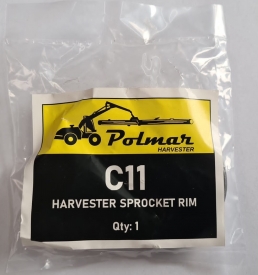 Polmar
HARVESTER
C11
HARVESTER SPROCKET RIM
Qty: 1